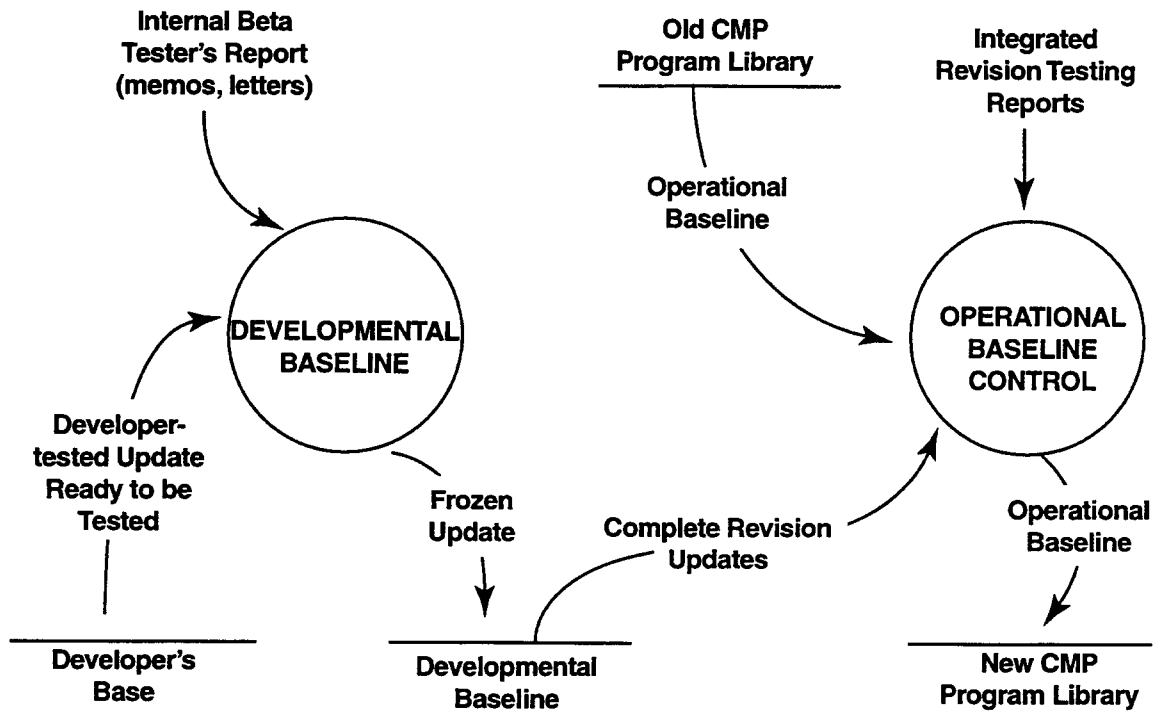 Internal Beta
Tester's Report
(memos, letters)
Old CMP
Program Library
Integrated
Revision Testing
Reports
Operational
Baseline
DEVELOPMENTAL
BASELINE
OPERATIONAL
BASELINE
CONTROL
Developer-
tested Update
Ready to be
Tested
Frozen
Update
Complete Revision
Updates
Operational
Baseline
Developer's
Base
Developmental
Baseline
New CMP
Program Library